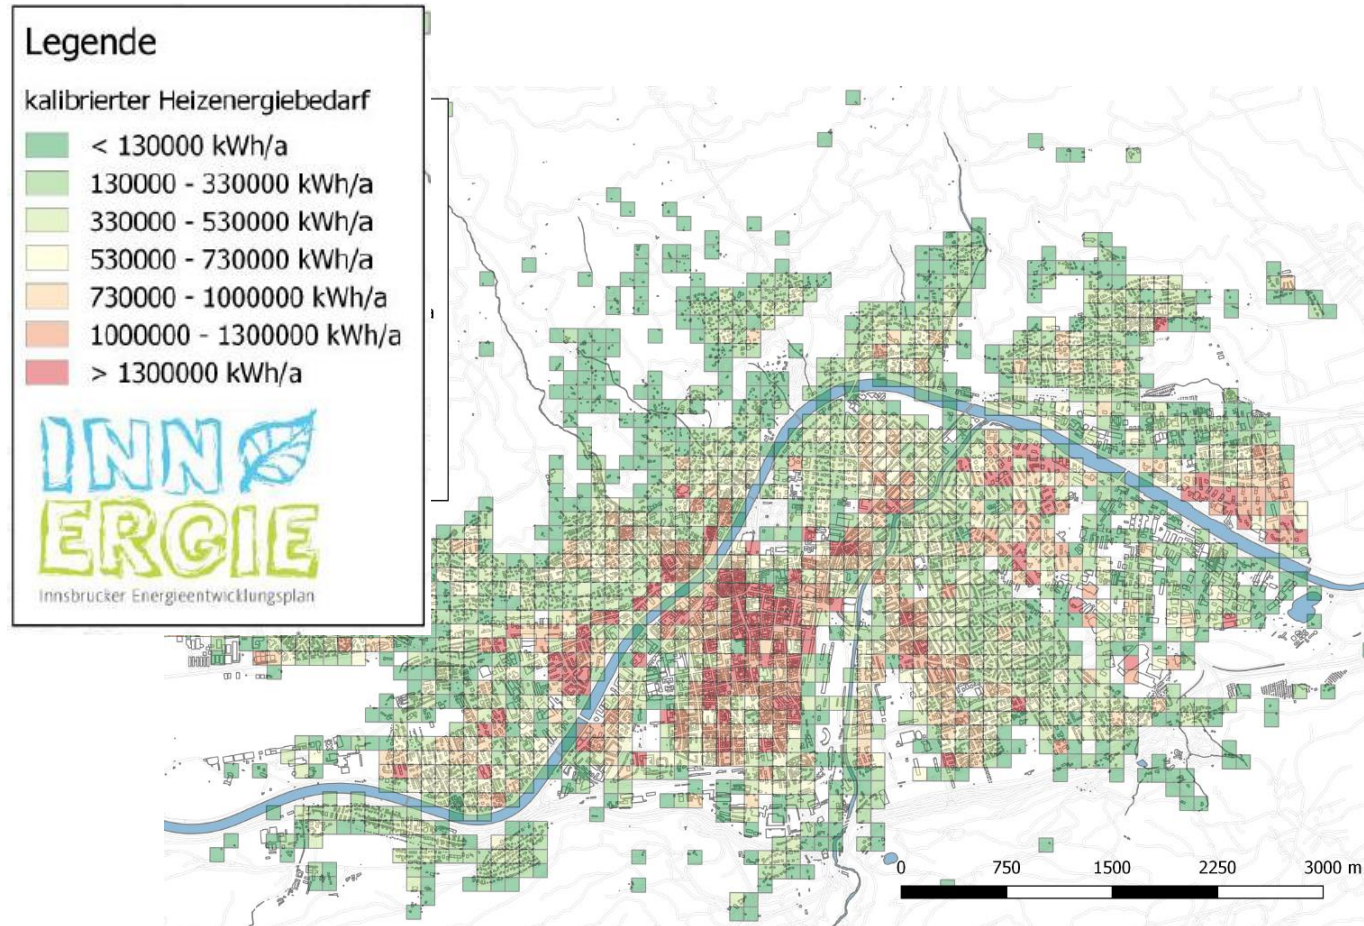 Legende
kalibrierter Heizenergiebedarf
< 130000 kWh/a
130000 - 330000 kWh/a
330000 - 530000 kWh/a
530000 - 730000 kWh/a
730000 - 1000000 kWh/a
1000000 - 1300000 kWh/a
> 1300000 kWh/a
INN
ERGIE
Innsbrucker Energieentwicklungsplan
0 750 1500 2250 3000 m